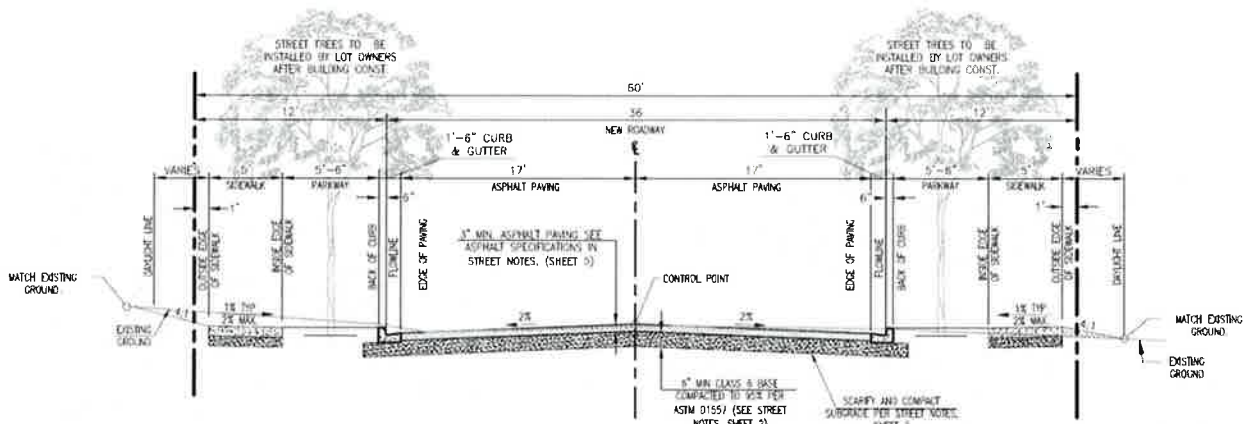 STREET TREES TO BE
INSTALLED BY LOT OWNERS
AFTER BUILDING CONST.
STREET TREES TO BE
INSTALLED BY LOT OWNERS
AFTER BUILDING CONST.
60'
12'
36
12'
NEW ROADWAY
℄
1'-6" CURB
& GUTTER
1'-6" CURB
& GUTTER
VARIES
5'
SIDEWALK
5'-6"
PARKWAY
17'
ASPHALT PAVING
17'
ASPHALT PAVING
5'-6"
PARKWAY
5'
SIDEWALK
VARIES
1'
6"
6"
1'
DAYLIGHT LINE
OUTSIDE EDGE
OF SIDEWALK
INSIDE EDGE
OF SIDEWALK
BACK OF CURB
FLOWLINE
EDGE OF PAVING
3" MIN. ASPHALT PAVING SEE
ASPHALT SPECIFICATIONS IN
STREET NOTES. (SHEET
CONTROL POINT
EDGE OF PAVING
FLOWLINE
BACK OF CURB
INSIDE EDGE
OF SIDEWALK
OUTSIDE EDGE
OF SIDEWALK
DAYLIGHT LINE
MATCH EXISTING
GROUND
4:1
EXISTING
GROUND
1% TYP
2% MAX
2%
2%
1% TYP
2% MAX
4:1
MATCH EXISTING
GROUND
EXISTING
GROUND
MIN CLASS 6 BASE
COMPACTED TO 95% PER
ASTM D1557 (SEE STREET
NOTES, SHEET
SCARIFY AND COMPACT
SUBGRADE PER STREET NOTES,